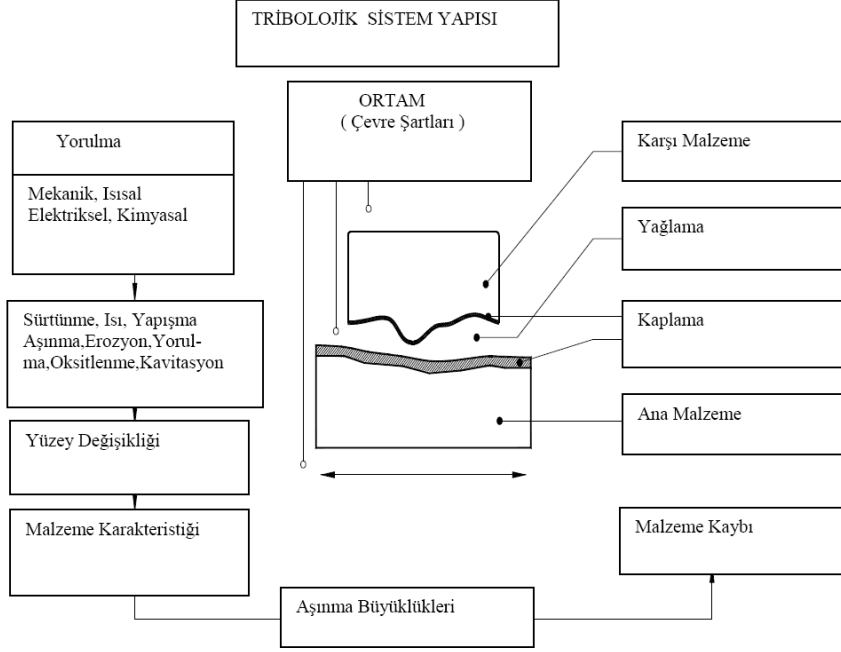 TRİBOLOJİK SİSTEM YAPISI
ORTAM
( Çevre Şartları )
Yorulma
Mekanik, Isısal
Elektriksel, Kimyasal
Sürtünme, Isı, Yapışma
Aşınma,Erozyon,Yorul-
ma,Oksitlenme,Kavitasyon
Yüzey Değişikliği
Malzeme Karakteristiği
Karşı Malzeme
Yağlama
Kaplama
Ana Malzeme
Malzeme Kaybı
Aşınma Büyüklükleri